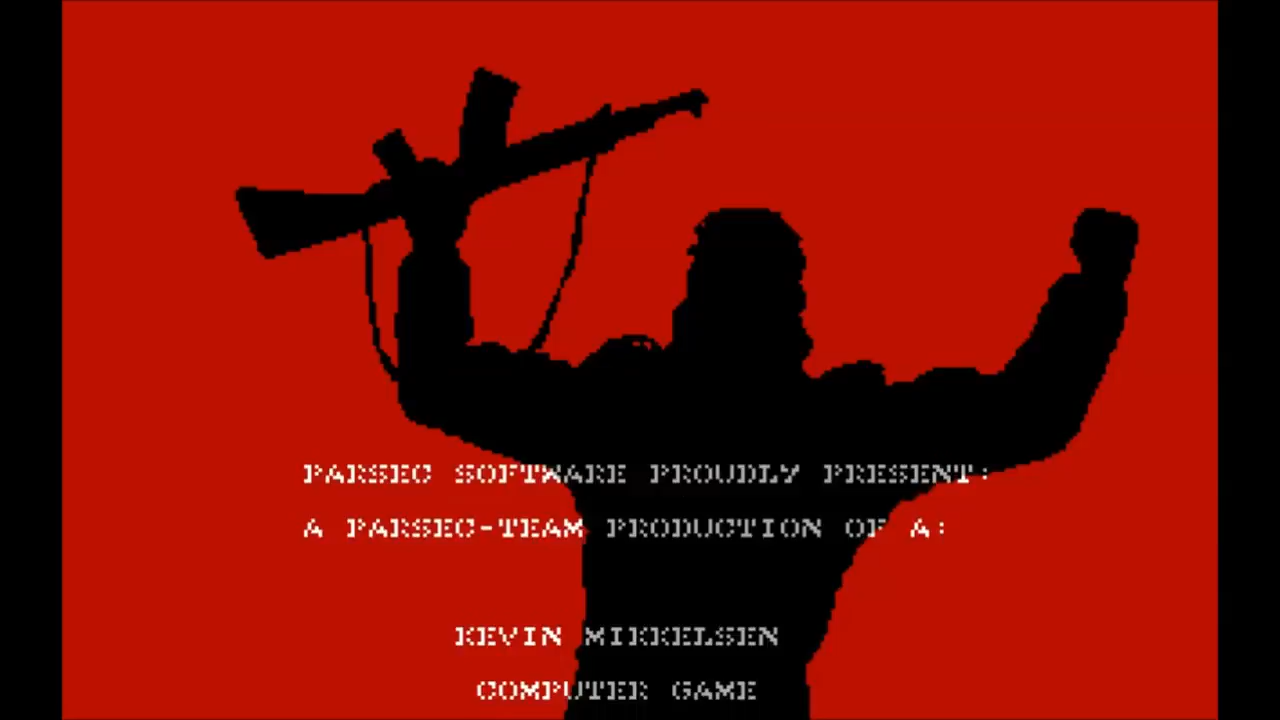 PARSEC SOFTWARE PROUDLY PRESENT:
A PARSEC-TEAM PRODUCTION OF A:
KEVIN MIKKELSEN
COMPUTER GAME